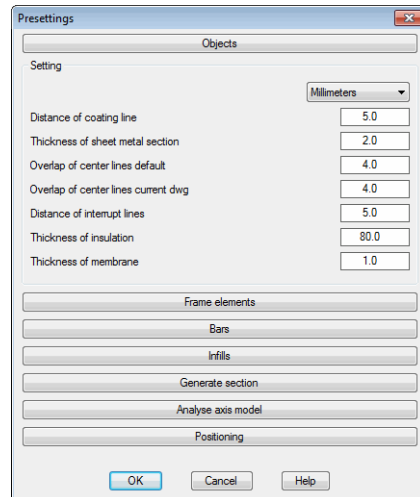 Presettings
Objects
Setting
Millimeters
Distance of coating line 5.0
Thickness of sheet metal section 2.0
Overlap of center lines default 4.0
Overlap of center lines current dwg 4.0
Distance of interrupt lines 5.0
Thickness of insulation 80.0
Thickness of membrane 1.0
Frame elements
Bars
Infills
Generate section
Analyse axis model
Positioning
OK Cancel Help